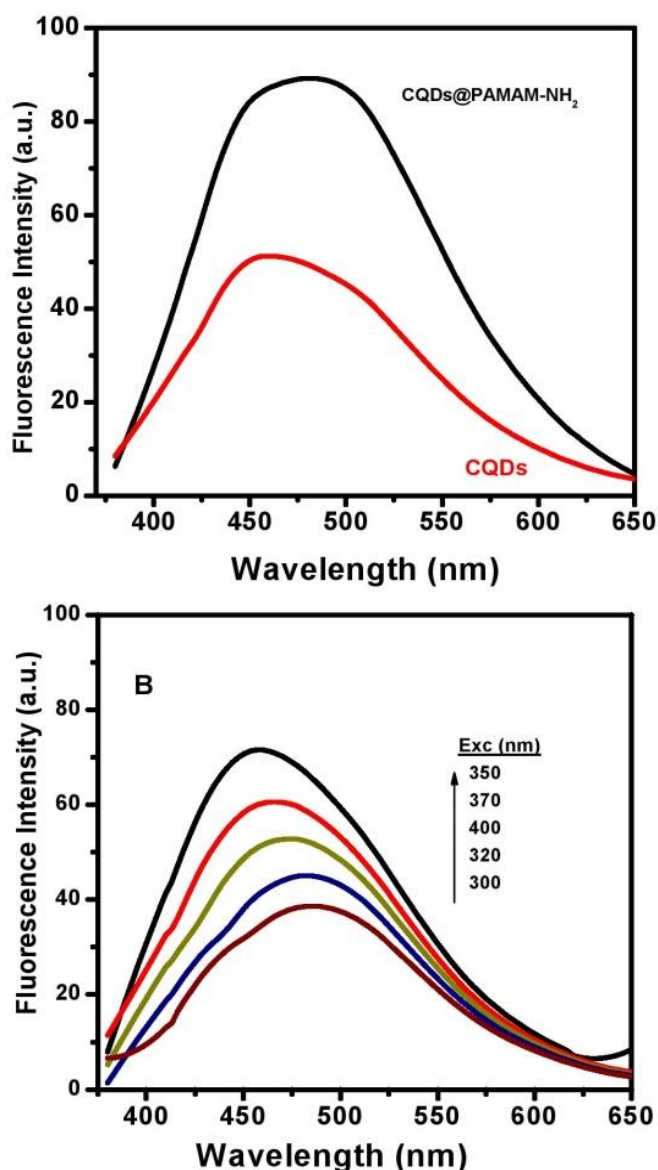 100
80
60
40
20
0
Fluorescence Intensity (a.u.)
CQDs@PAMAM-NH₂
CQDs
400 450 500 550 600 650
Wavelength (nm)
100
80
60
40
20
0
Fluorescence Intensity (a.u.)
B
Exc (nm)
350
370
400
320
300
400 450 500 550 600 650
Wavelength (nm)